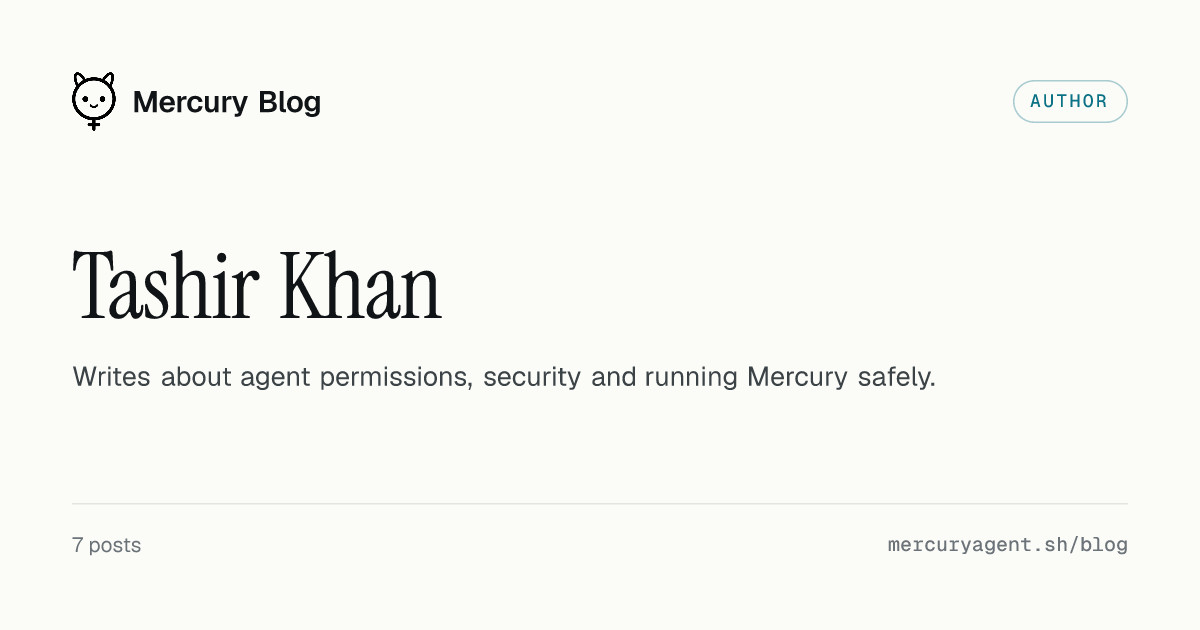 Mercury Blog
AUTHOR
Tashir Khan
Writes about agent permissions, security and running Mercury safely.
7 posts
mercuryagent.sh/blog